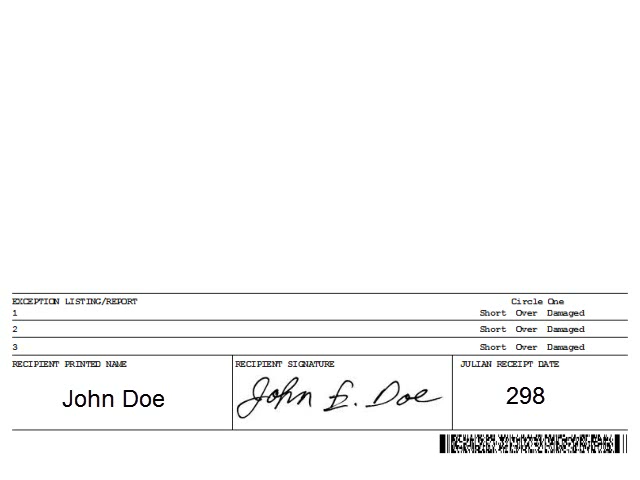 EXCEPTION LISTING/REPORT Circle One
1 Short Over Damaged
2 Short Over Damaged
3 Short Over Damaged
RECIPIENT PRINTED NAME RECIPIENT SIGNATURE JULIAN RECEIPT DATE
John Doe John E. Doe 298